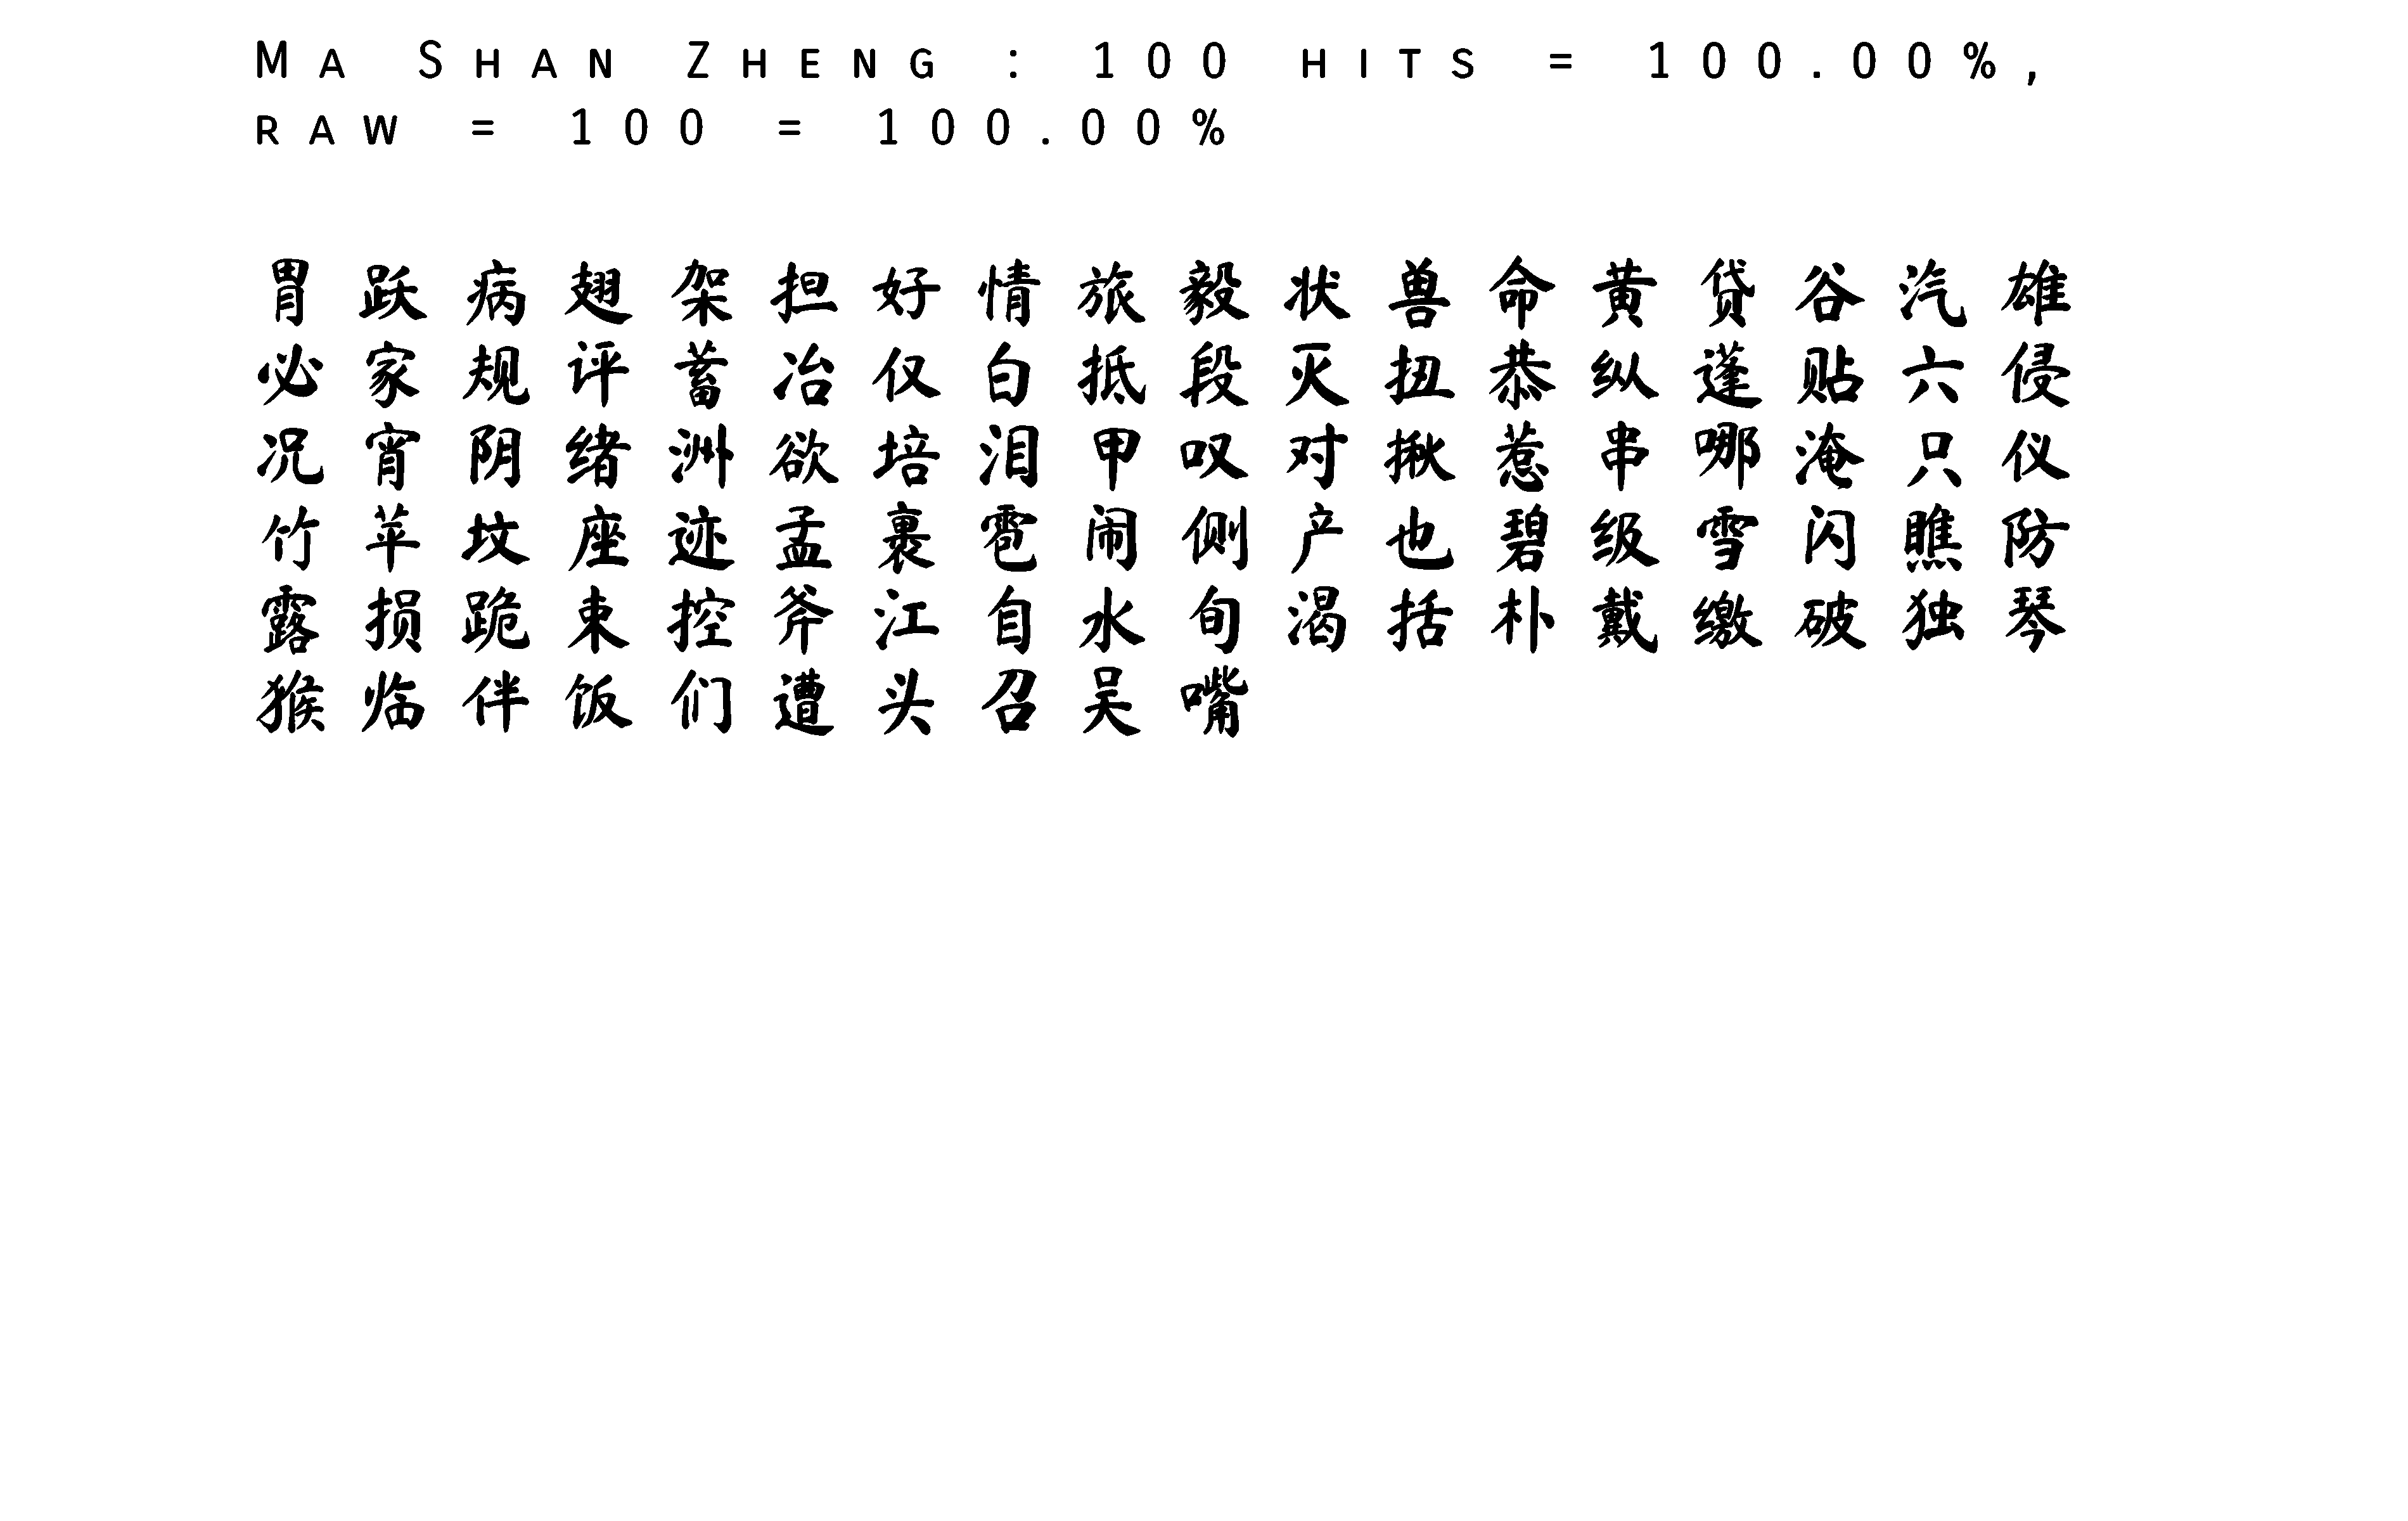 Ma Shan Zheng : 100 hits = 100.00%,
raw = 100 = 100.00%
胃跃病翅架担好情旅毅状兽命黄贷谷汽雄
必家规评蓄冶仅白抵段灭扭恭纵蓬贴六侵
况宵阴绪洲欲培泪甲叹对揪惹串哪淹只仪
竹苹坟座迹孟裹雹闹侧产也碧级雪闪瞧防
露损跪束控斧江自水旬渴括朴戴缴破独琴
猴临伴饭们遭头召吴嘴